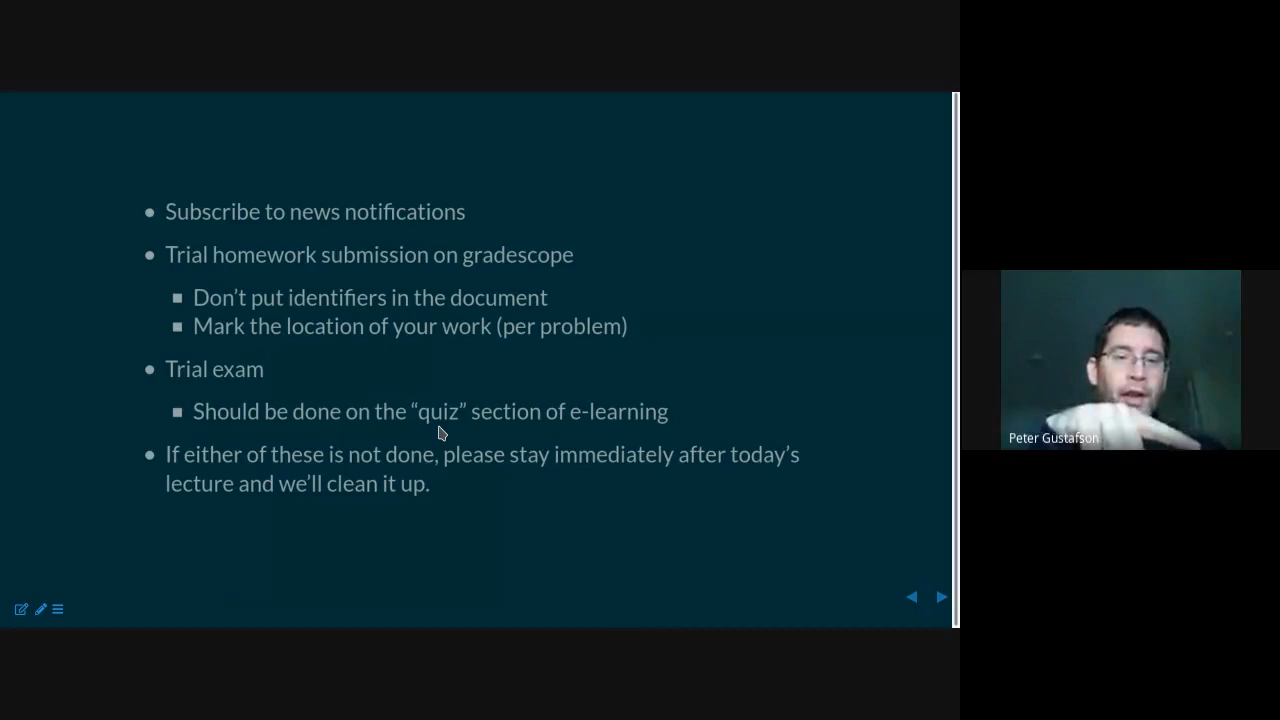 Subscribe to news notifications
Trial homework submission on gradescope
Don’t put identifiers in the document
Mark the location of your work (per problem)
Trial exam
Should be done on the “quiz” section of e-learning
If either of these is not done, please stay immediately after today’s
lecture and we’ll clean it up.
Peter Gustafson